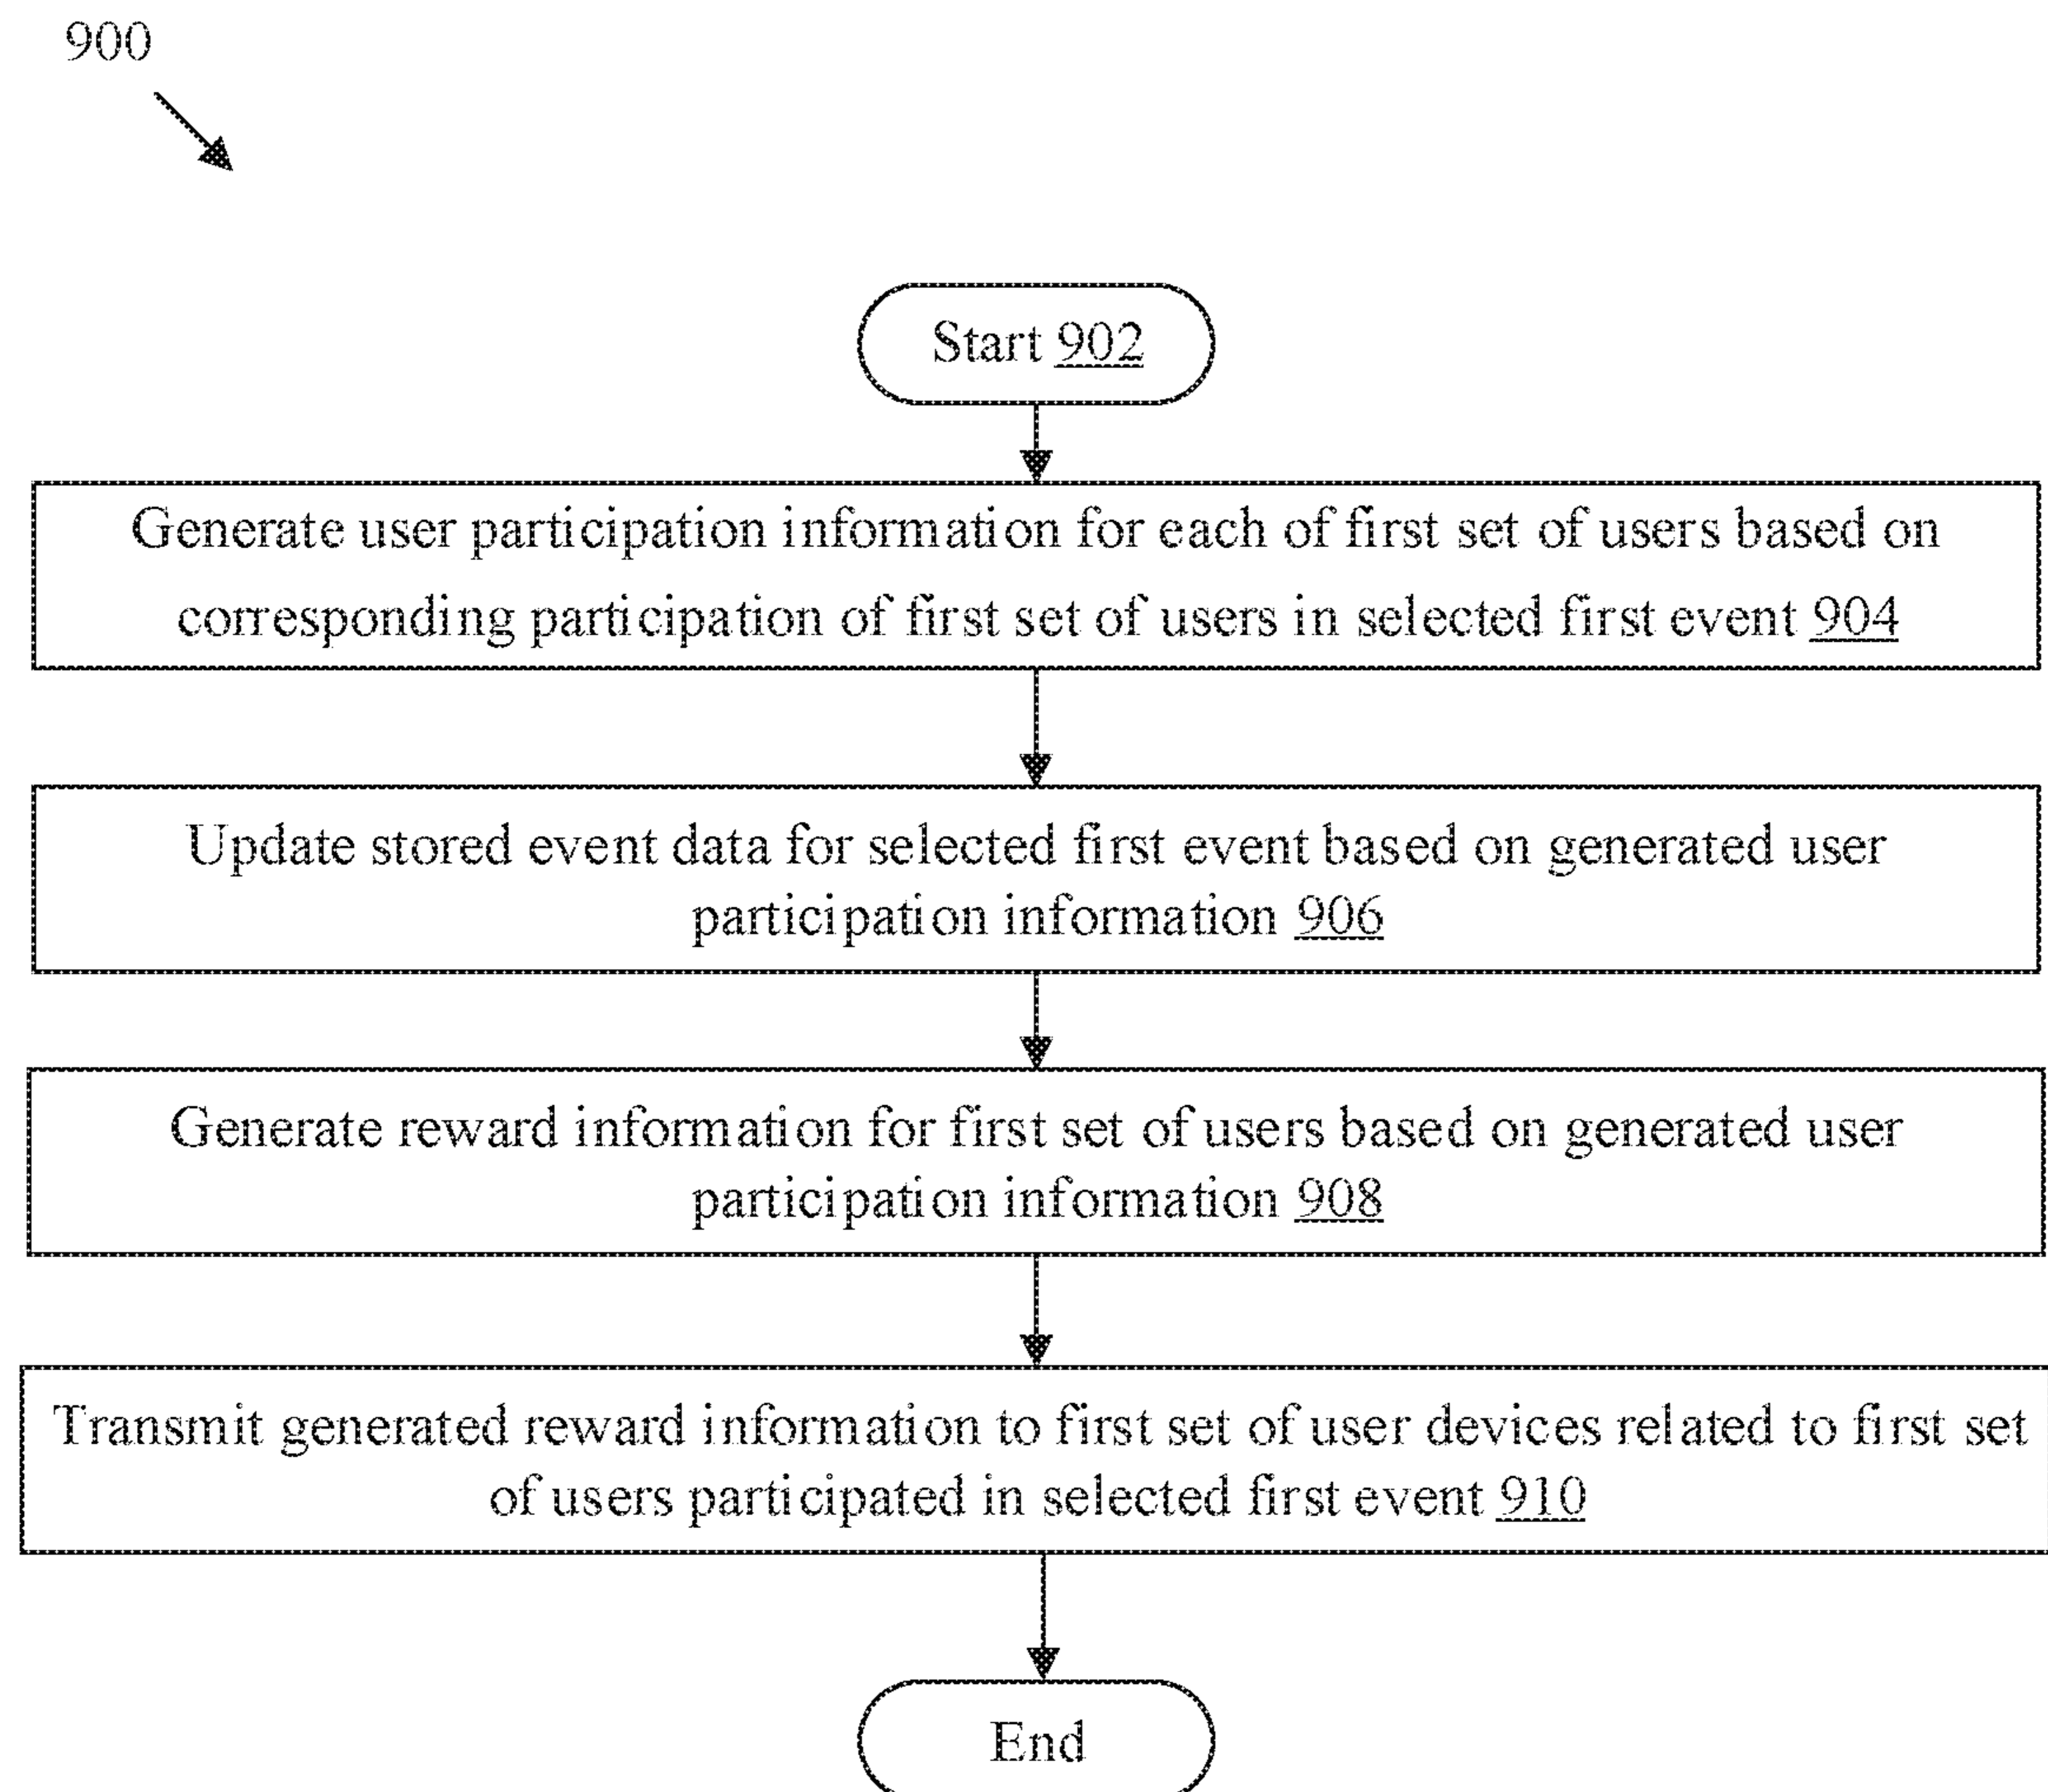 900
Start 902
Generate user participation information for each of first set of users based on
corresponding participation of first set of users in selected first event 904
Update stored event data for selected first event based on generated user
participation information 906
Generate reward information for first set of users based on generated user
participation information 908
Transmit generated reward information to first set of user devices related to first set
of users participated in selected first event 910
End